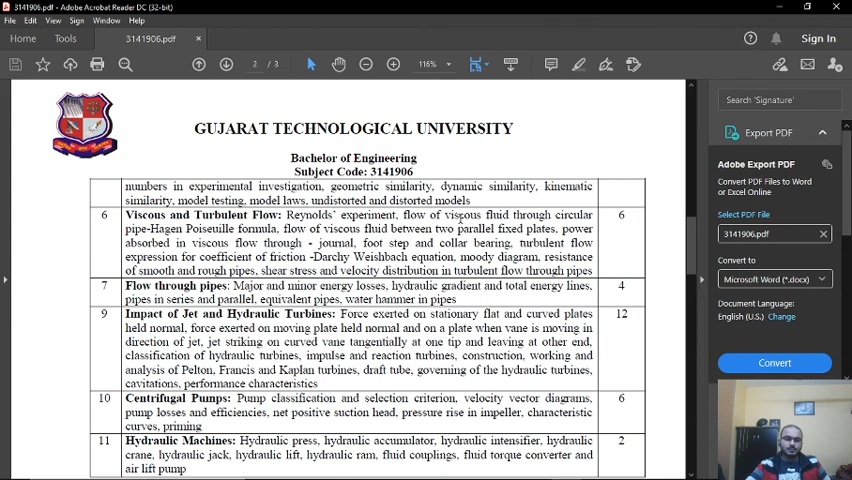 3141906.pdf - Adobe Acrobat Reader DC (32-bit)
File Edit View Sign Window Help
Home Tools 3141906.pdf × Sign In
2 / 3 116%
GUJARAT TECHNOLOGICAL UNIVERSITY
Bachelor of Engineering
Subject Code: 3141906
numbers in experimental investigation, geometric similarity, dynamic similarity, kinematic
similarity, model testing, model laws, undistorted and distorted models
6 Viscous and Turbulent Flow: Reynolds' experiment, flow of viscous fluid through circular 6
pipe-Hagen Poiseuille formula, flow of viscous fluid between two parallel fixed plates, power
absorbed in viscous flow through - journal, foot step and collar bearing, turbulent flow
expression for coefficient of friction -Darchy Weishbach equation, moody diagram, resistance
of smooth and rough pipes, shear stress and velocity distribution in turbulent flow through pipes
7 Flow through pipes: Major and minor energy losses, hydraulic gradient and total energy lines, 4
pipes in series and parallel, equivalent pipes, water hammer in pipes
9 Impact of Jet and Hydraulic Turbines: Force exerted on stationary flat and curved plates 12
held normal, force exerted on moving plate held normal and on a plate when vane is moving in
direction of jet, jet striking on curved vane tangentially at one tip and leaving at other end,
classification of hydraulic turbines, impulse and reaction turbines, construction, working and
analysis of Pelton, Francis and Kaplan turbines, draft tube, governing of the hydraulic turbines,
cavitations, performance characteristics
10 Centrifugal Pumps: Pump classification and selection criterion, velocity vector diagrams, 6
pump losses and efficiencies, net positive suction head, pressure rise in impeller, characteristic
curves, priming
11 Hydraulic Machines: Hydraulic press, hydraulic accumulator, hydraulic intensifier, hydraulic 2
crane, hydraulic jack, hydraulic lift, hydraulic ram, fluid couplings, fluid torque converter and
air lift pump
Search 'Signature'
Export PDF
Adobe Export PDF
Convert PDF Files to Word
or Excel Online
Select PDF File
3141906.pdf
Convert to
Microsoft Word (*.docx)
Document Language:
English (U.S.) Change
Convert